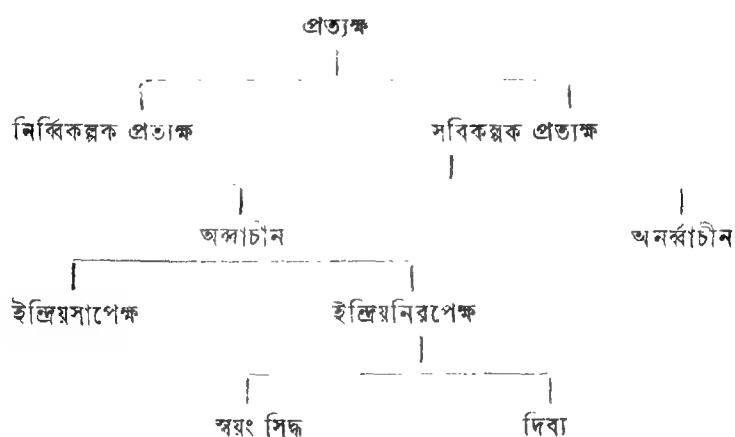 প্রত্যক্ষ
নির্ব্বিকল্পক প্রত্যক্ষ সবিকল্পক প্রত্যক্ষ
অর্ব্বাচীন অনর্ব্বাচীন
ইন্দ্রিয়সাপেক্ষ ইন্দ্রিয়নিরপেক্ষ
স্বয়ং সিদ্ধ দিব্য